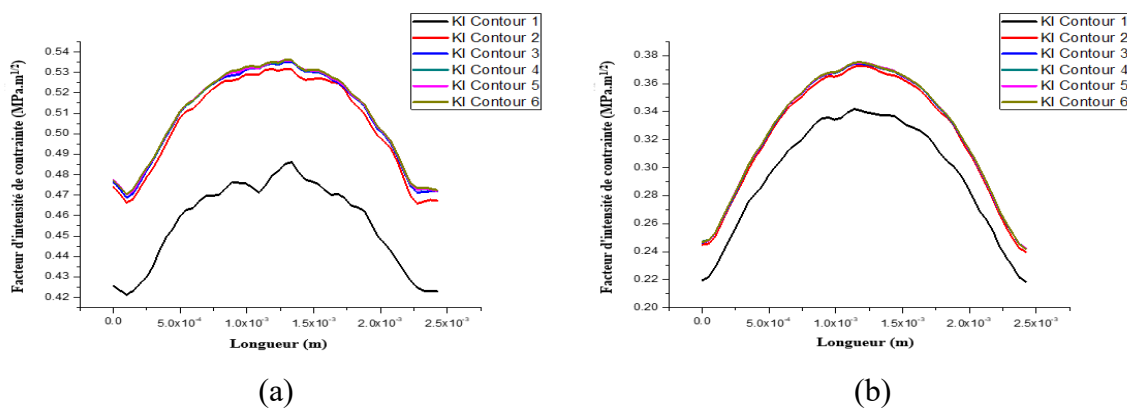 KI Contour 1
KI Contour 2
KI Contour 3
KI Contour 4
KI Contour 5
KI Contour 6
Facteur d'intensité de contrainte (MPa.m1/2)
0.54
0.53
0.52
0.51
0.50
0.49
0.48
0.47
0.46
0.45
0.44
0.43
0.42
0.0
5.0x10-4
1.0x10-3
1.5x10-3
2.0x10-3
2.5x10-3
Longueur (m)
(a)
KI Contour 1
KI Contour 2
KI Contour 3
KI Contour 4
KI Contour 5
KI Contour 6
Facteur d'intensité de contrainte (MPa.m1/2)
0.38
0.36
0.34
0.32
0.30
0.28
0.26
0.24
0.22
0.20
0.0
5.0x10-4
1.0x10-3
1.5x10-3
2.0x10-3
2.5x10-3
Longueur (m)
(b)